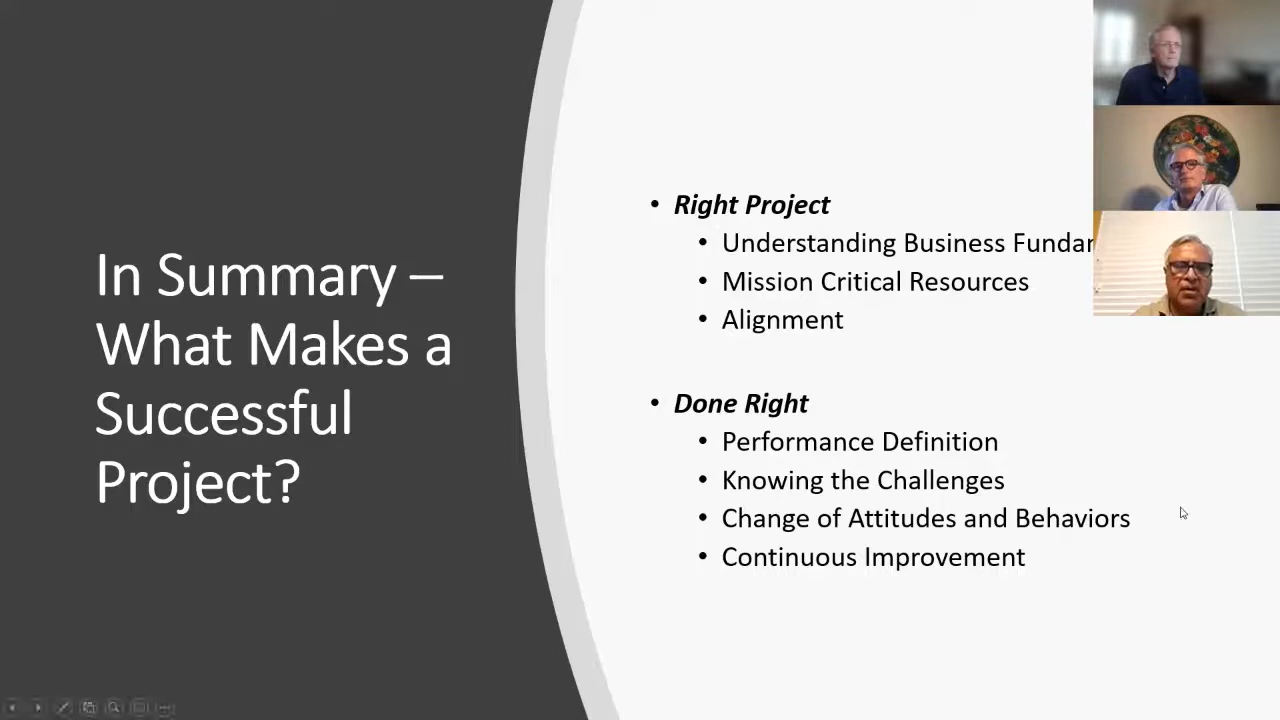 In Summary –
What Makes a
Successful
Project?
• Right Project
• Understanding Business
• Mission Critical Resources
• Alignment
• Done Right
• Performance Definition
• Knowing the Challenges
• Change of Attitudes and Behaviors
• Continuous Improvement